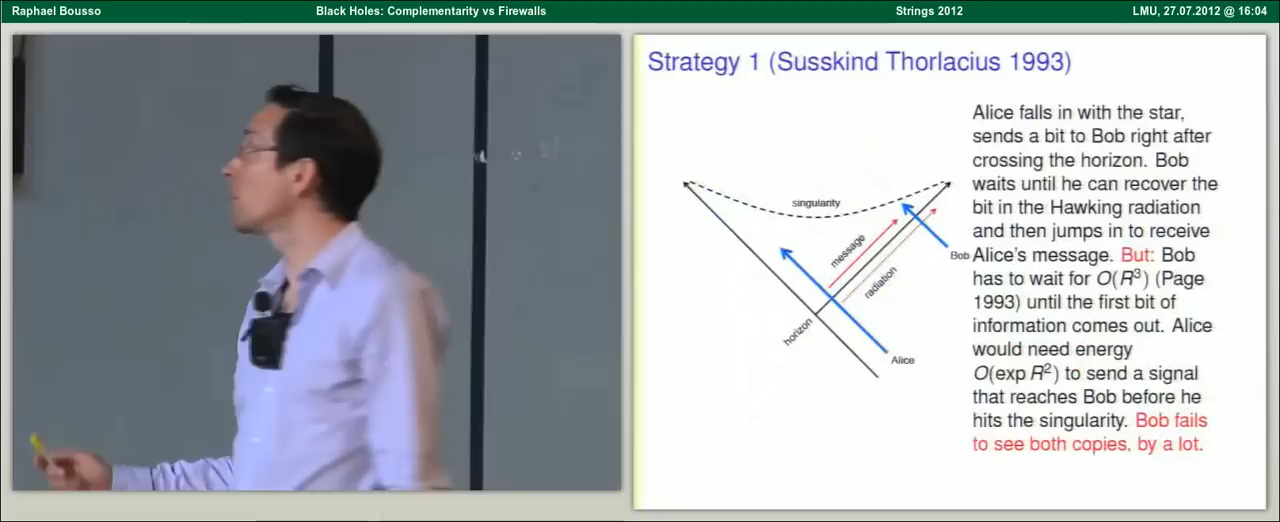 Raphael Bousso Black Holes: Complementarity vs Firewalls Strings 2012 LMU, 27.07.2012 @ 16:04
Strategy 1 (Susskind Thorlacius 1993)
singularity
message
radiation
horizon
Alice
Bob
Alice falls in with the star,
sends a bit to Bob right after
crossing the horizon. Bob
waits until he can recover the
bit in the Hawking radiation
and then jumps in to receive
Alice's message. But: Bob
has to wait for O(R³) (Page
1993) until the first bit of
information comes out. Alice
would need energy
O(exp R²) to send a signal
that reaches Bob before he
hits the singularity. Bob fails
to see both copies, by a lot.